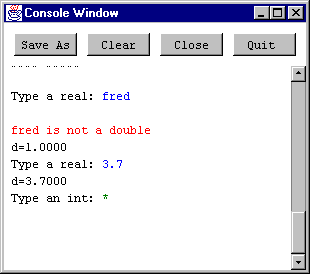 Console Window
Save As Clear Close Quit
Type a real: fred
fred is not a double
d=1.0000
Type a real: 3.7
d=3.7000
Type an int: *